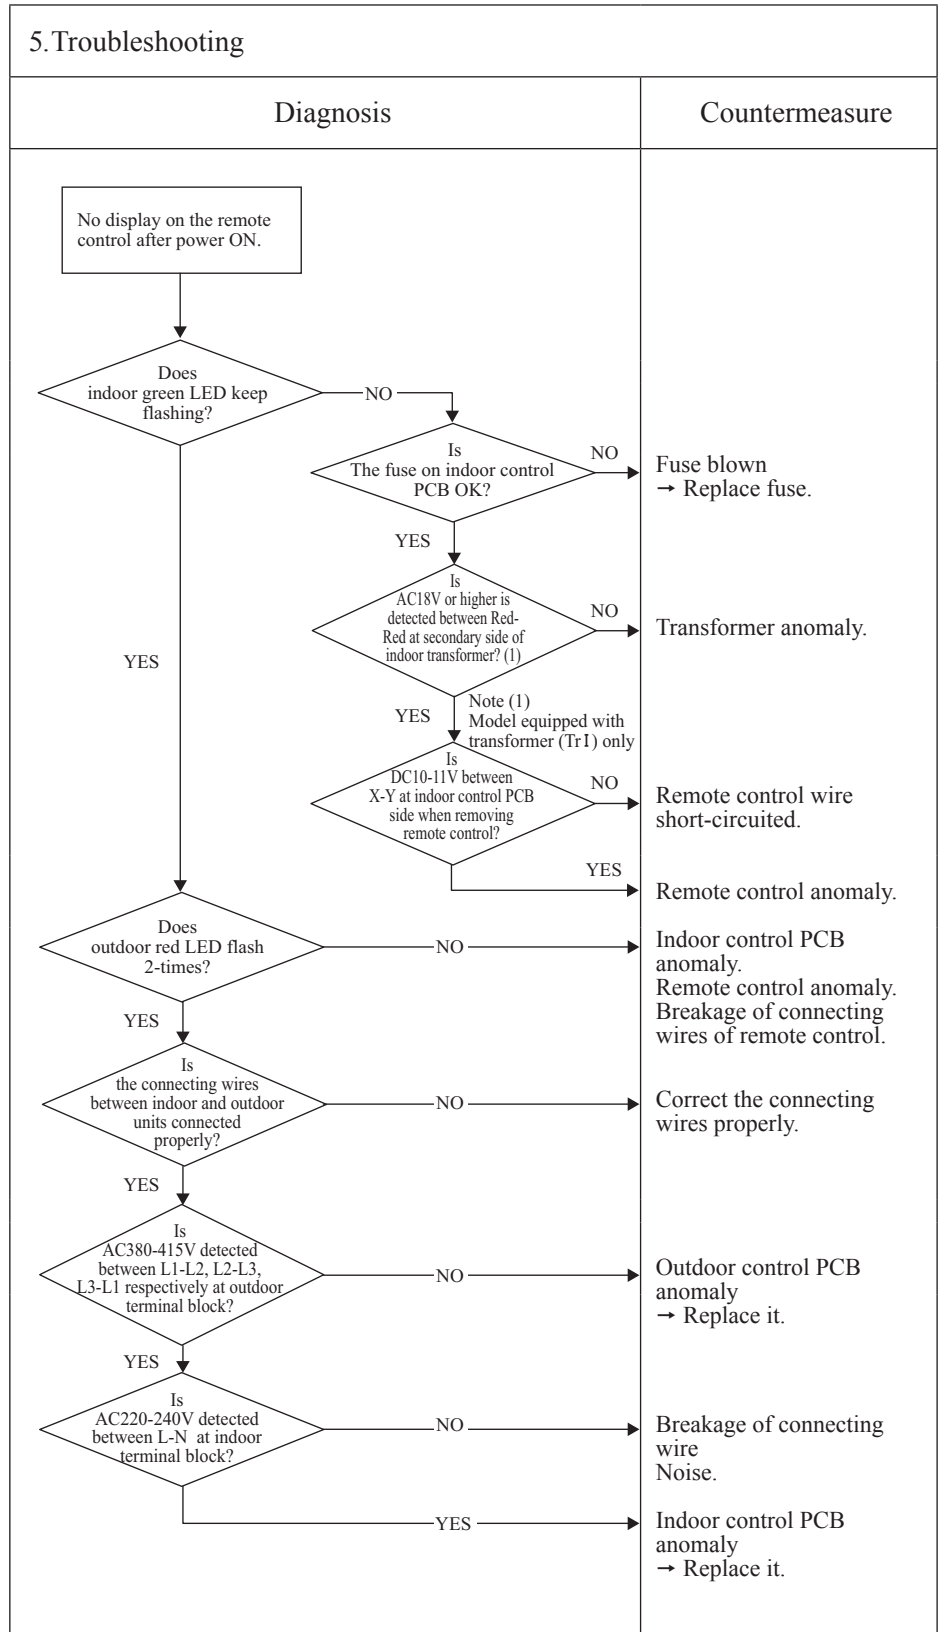 5.Troubleshooting
Diagnosis
Countermeasure
No display on the remote
control after power ON.
Does
indoor green LED keep
flashing?
NO
Is
The fuse on indoor control
PCB OK?
NO
Fuse blown
→ Replace fuse.
YES
Is
AC18V or higher is
detected between Red-
Red at secondary side of
indoor transformer? (1)
NO
Transformer anomaly.
YES
YES
Note (1)
Model equipped with
transformer (TrI) only
Is
DC10-11V between
X-Y at indoor control PCB
side when removing
remote control?
NO
Remote control wire
short-circuited.
YES
Remote control anomaly.
Does
outdoor red LED flash
2-times?
NO
Indoor control PCB
anomaly.
Remote control anomaly.
Breakage of connecting
wires of remote control.
YES
Is
the connecting wires
between indoor and outdoor
units connected
properly?
NO
Correct the connecting
wires properly.
YES
Is
AC380-415V detected
between L1-L2, L2-L3,
L3-L1 respectively at outdoor
terminal block?
NO
Outdoor control PCB
anomaly
→ Replace it.
YES
Is
AC220-240V detected
between L-N at indoor
terminal block?
NO
Breakage of connecting
wire
Noise.
YES
Indoor control PCB
anomaly
→ Replace it.